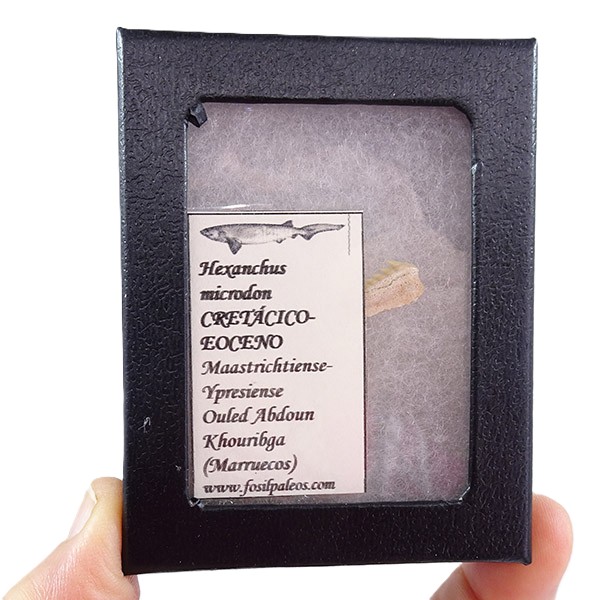 Hexanchus
microdon
CRETÁCICO-
EOCENO
Maastrichtiense-
Ypresiense
Ouled Abdoun
Khouribga
(Marruecos)
www.fosilpaleos.com